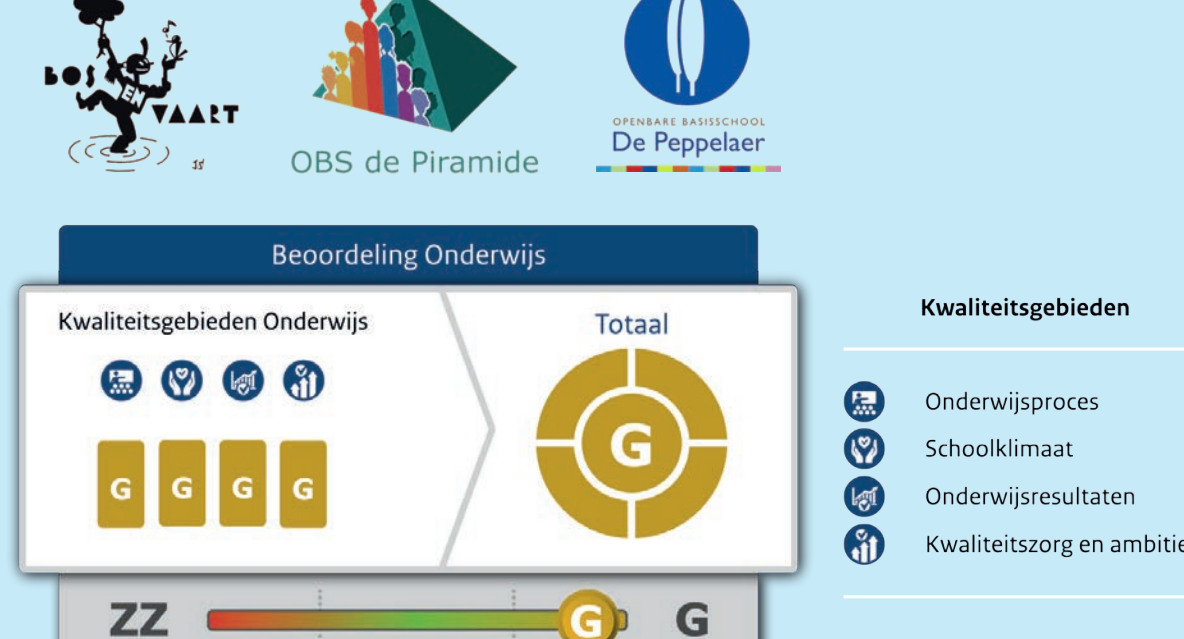 BOS EN VAART
OBS de Piramide
OPENBARE BASISSCHOOL
De Peppelaer
Beoordeling Onderwijs
Kwaliteitsgebieden Onderwijs
Totaal
G
G
G
G
G
Kwaliteitsgebieden
Onderwijsproces
Schoolklimaat
Onderwijsresultaten
Kwaliteitszorg en ambitie
ZZ
G
G